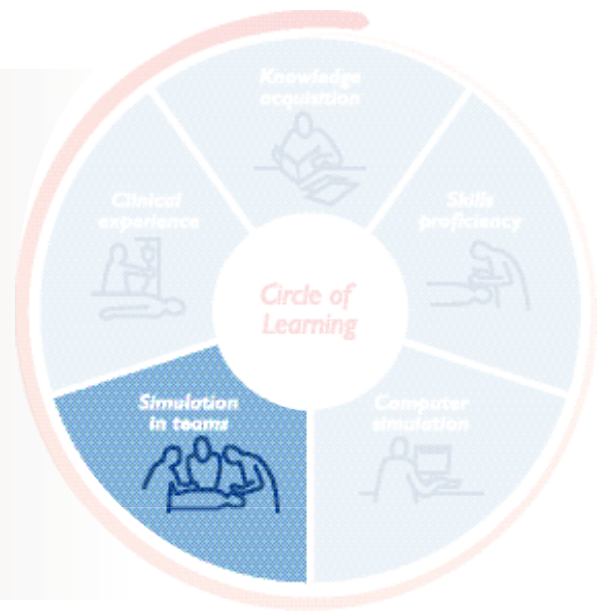 Knowledge
acquisition
Clinical
experience
Skills
proficiency
Circle of
Learning
Simulation
in teams
Computer
simulation